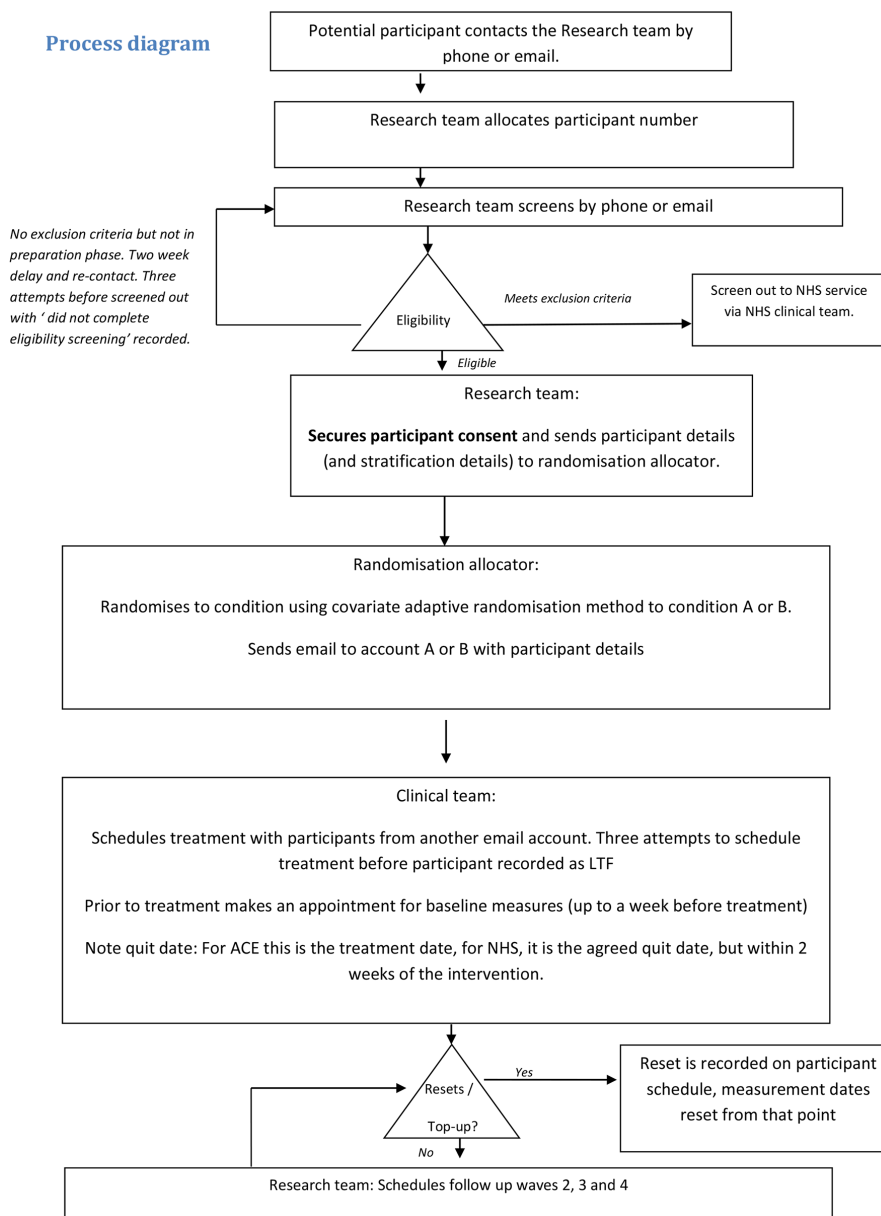 Process diagram
Potential participant contacts the Research team by
phone or email.
Research team allocates participant number
Research team screens by phone or email
No exclusion criteria but not in
preparation phase. Two week
delay and re-contact. Three
attempts before screened out
with ‘ did not complete
eligibility screening’ recorded.
Eligibility
Meets exclusion criteria
Screen out to NHS service
via NHS clinical team.
Eligible
Research team:
Secures participant consent and sends participant details
(and stratification details) to randomisation allocator.
Randomisation allocator:
Randomises to condition using covariate adaptive randomisation method to condition A or B.
Sends email to account A or B with participant details
Clinical team:
Schedules treatment with participants from another email account. Three attempts to schedule
treatment before participant recorded as LTF
Prior to treatment makes an appointment for baseline measures (up to a week before treatment)
Note quit date: For ACE this is the treatment date, for NHS, it is the agreed quit date, but within 2
weeks of the intervention.
Resets /
Top-up?
Yes
Reset is recorded on participant
schedule, measurement dates
reset from that point
No
Research team: Schedules follow up waves 2, 3 and 4